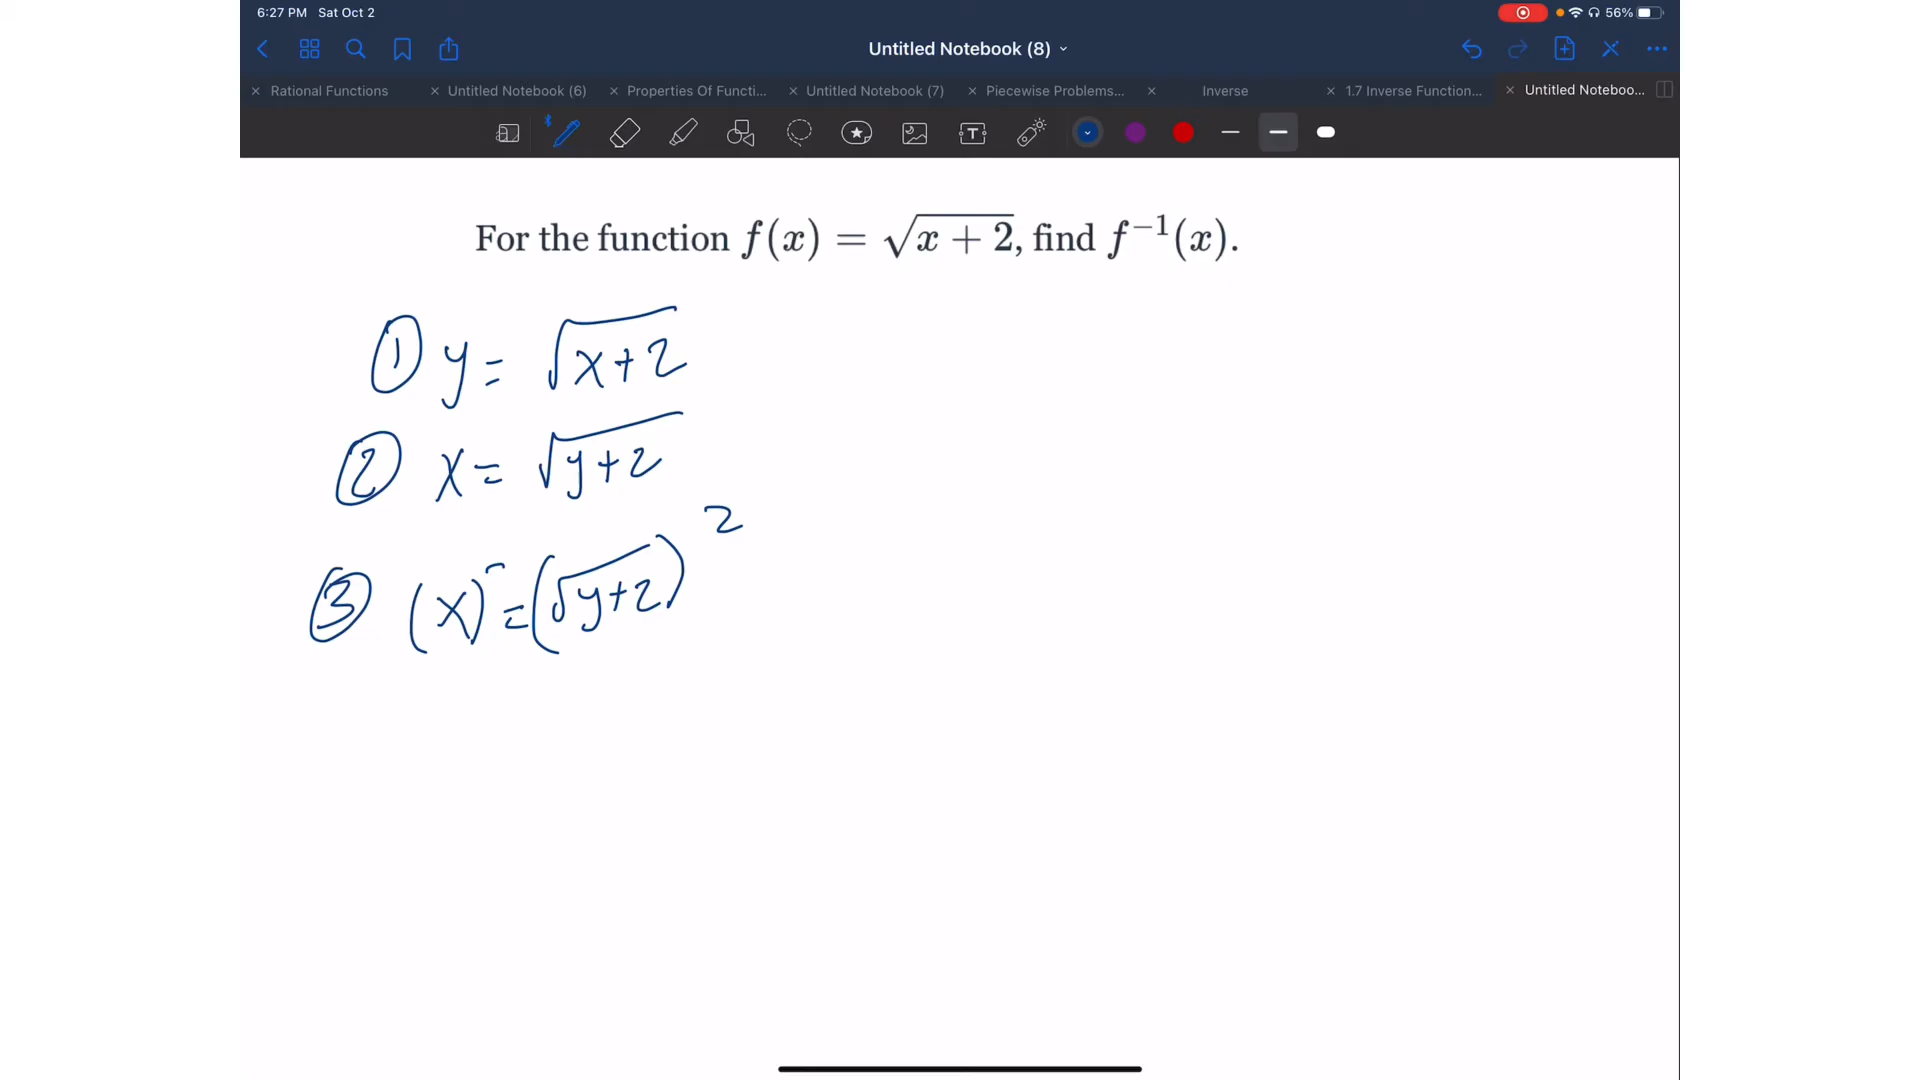 6:27 PM Sat Oct 2
56%
Untitled Notebook (8)
Rational Functions
Untitled Notebook (6)
Properties Of Functi...
Untitled Notebook (7)
Piecewise Problems...
Inverse
1.7 Inverse Function...
Untitled Noteboo...
For the function f(x) = √(x + 2), find f⁻¹(x).
① y = √(x+2)
② x = √(y+2)
③ (x)⁻ = (√(y+2))²